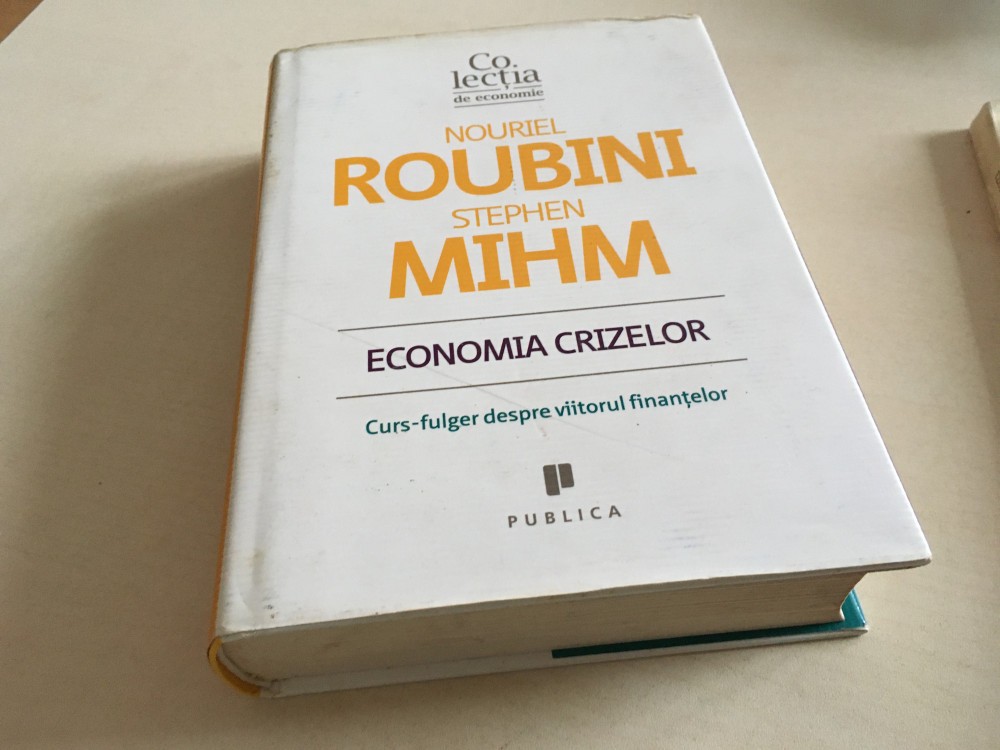 Co.
lecția
de economie
NOURIEL
ROUBINI
STEPHEN
MIHM
ECONOMIA CRIZELOR
Curs-fulger despre viitorul finanțelor
PUBLICA